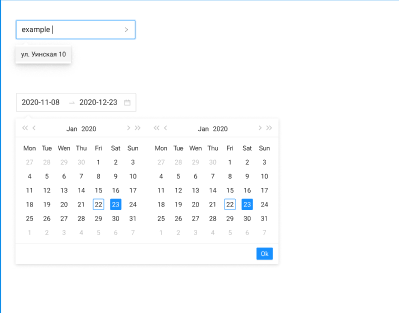 example
ул. Уинская 10
2020-11-08 → 2020-12-23
Jan 2020 Jan 2020
Mon Tue Wen Thu Fri Sat Sun Mon Tue Wen Thu Fri Sat Sun
27 28 29 30 1 2 3 27 28 29 30 1 2 3
4 5 6 7 8 9 10 4 5 6 7 8 9 10
11 12 13 14 15 16 17 11 12 13 14 15 16 17
18 19 20 21 22 23 24 18 19 20 21 22 23 24
25 26 27 28 29 30 31 25 26 27 28 29 30 31
1 2 3 4 5 6 7 1 2 3 4 5 6 7
Ok